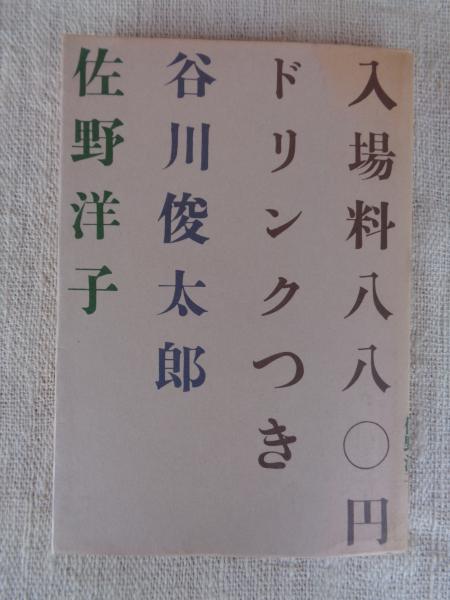 入場料八八〇円
ドリンクつき
谷川俊太郎
佐野洋子